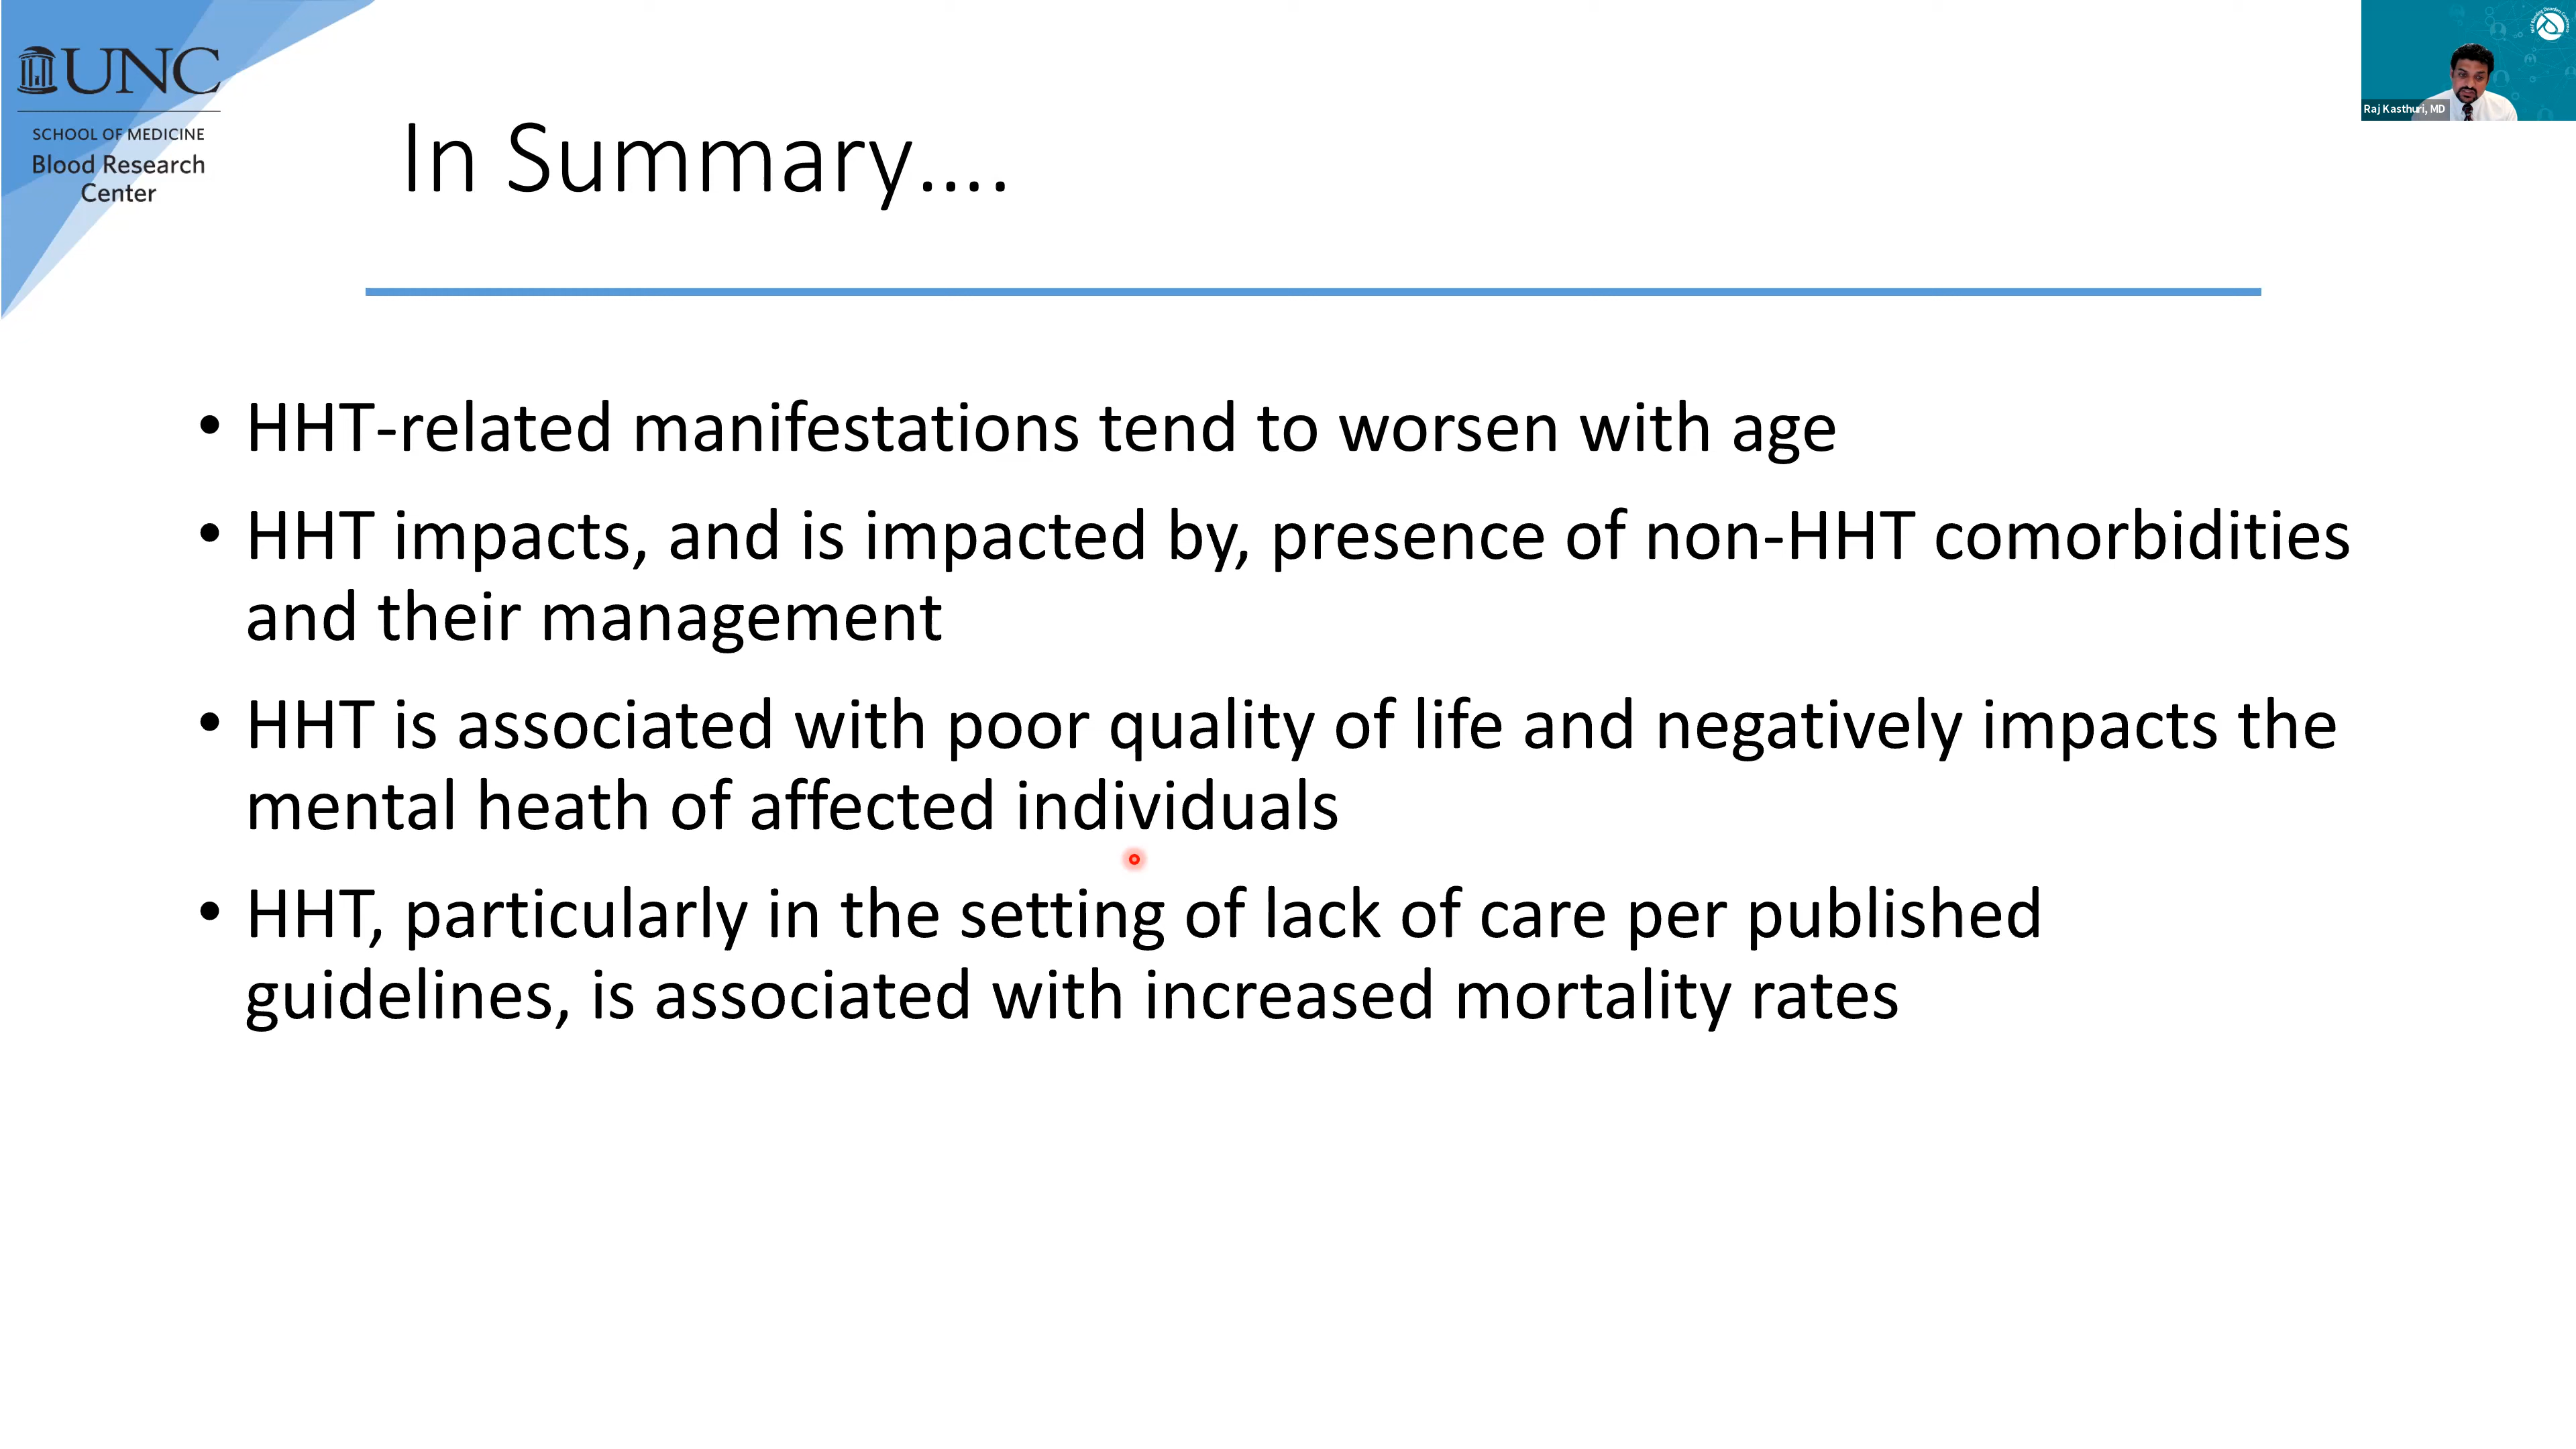 UNC
SCHOOL OF MEDICINE
Blood Research
Center
Raj Kasthuri, MD
In Summary....
• HHT-related manifestations tend to worsen with age
• HHT impacts, and is impacted by, presence of non-HHT comorbidities
and their management
• HHT is associated with poor quality of life and negatively impacts the
mental heath of affected individuals
• HHT, particularly in the setting of lack of care per published
guidelines, is associated with increased mortality rates